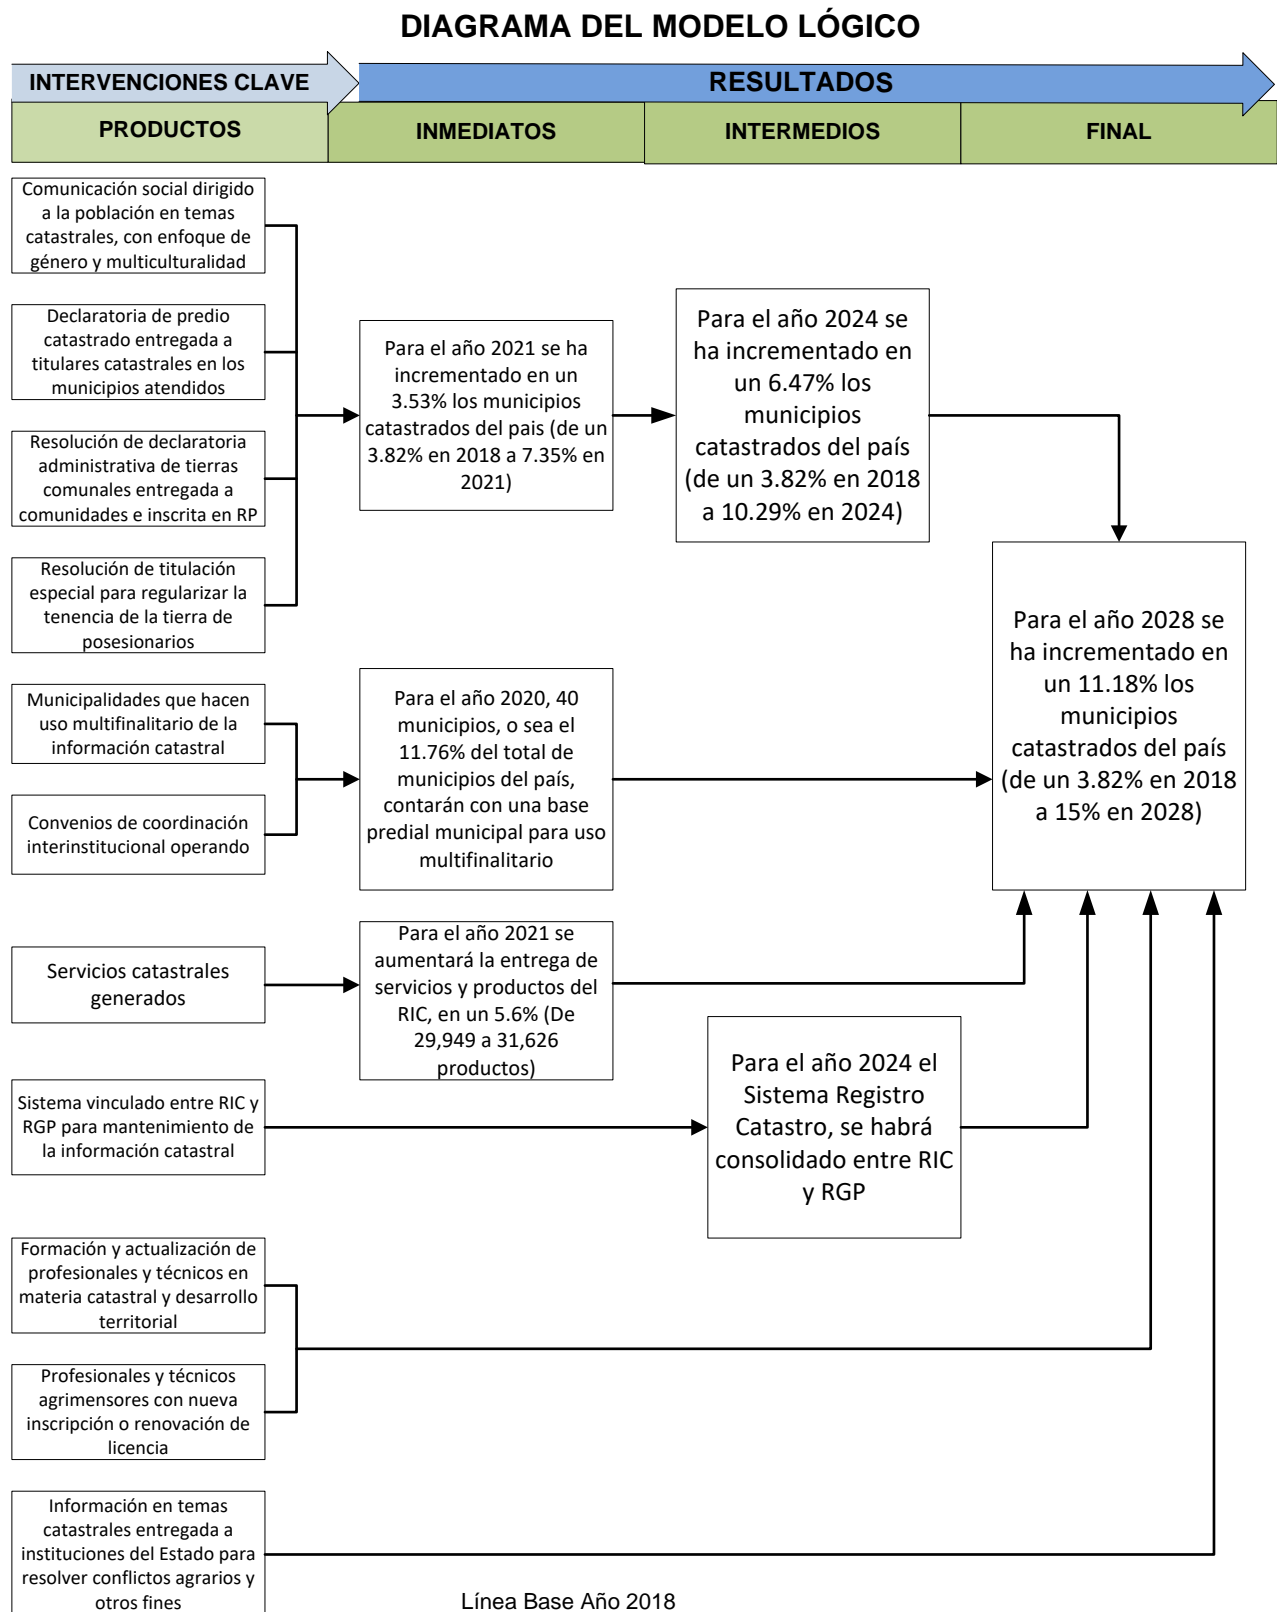 DIAGRAMA DEL MODELO LÓGICO
INTERVENCIONES CLAVE
RESULTADOS
PRODUCTOS
INMEDIATOS
INTERMEDIOS
FINAL
Comunicación social dirigido
a la población en temas
catastrales, con enfoque de
género y multiculturalidad
Declaratoria de predio
catastrado entregada a
titulares catastrales en los
municipios atendidos
Resolución de declaratoria
administrativa de tierras
comunales entregada a
comunidades e inscrita en RP
Resolución de titulación
especial para regularizar la
tenencia de la tierra de
posesionarios
Para el año 2021 se ha
incrementado en un
3.53% los municipios
catastrados del pais (de un
3.82% en 2018 a 7.35% en
2021)
Para el año 2024 se
ha incrementado en
un 6.47% los
municipios
catastrados del país
(de un 3.82% en 2018
a 10.29% en 2024)
Para el año 2028 se
ha incrementado en
un 11.18% los
municipios
catastrados del país
(de un 3.82% en 2018
a 15% en 2028)
Municipalidades que hacen
uso multifinalitario de la
información catastral
Convenios de coordinación
interinstitucional operando
Para el año 2020, 40
municipios, o sea el
11.76% del total de
municipios del país,
contarán con una base
predial municipal para uso
multifinalitario
Servicios catastrales
generados
Para el año 2021 se
aumentará la entrega de
servicios y productos del
RIC, en un 5.6% (De
29,949 a 31,626
productos)
Sistema vinculado entre RIC y
RGP para mantenimiento de
la información catastral
Para el año 2024 el
Sistema Registro
Catastro, se habrá
consolidado entre RIC
y RGP
Formación y actualización de
profesionales y técnicos en
materia catastral y desarrollo
territorial
Profesionales y técnicos
agrimensores con nueva
inscripción o renovación de
licencia
Información en temas
catastrales entregada a
instituciones del Estado para
resolver conflictos agrarios y
otros fines
Línea Base Año 2018